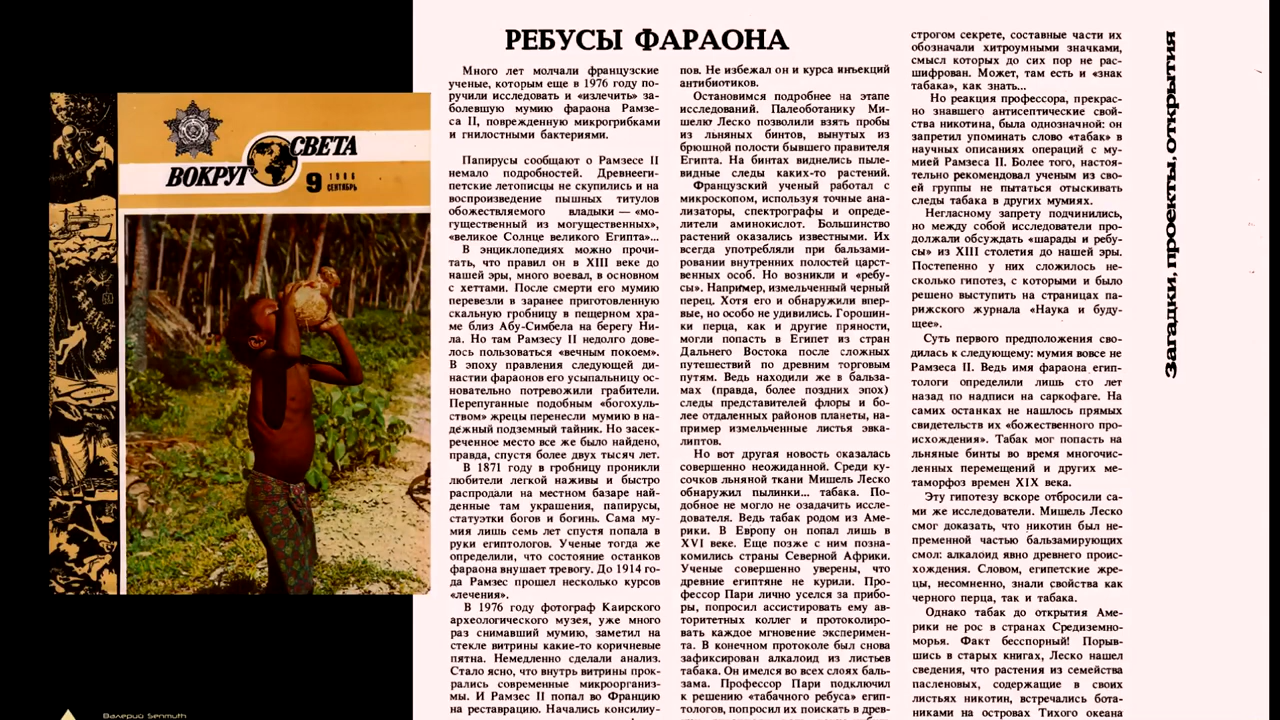 ВОКРУГ
СВЕТА
9
1986
СЕНТЯБРЬ
РЕБУСЫ ФАРАОНА
Много лет молчали французские
ученые, которым еще в 1976 году по-
ручили исследовать и «излечить» за-
болевшую мумию фараона Рамзе-
са II, поврежденную микрогрибками
и гнилостными бактериями.
Папирусы сообщают о Рамзесе II
немало подробностей. Древнееги-
петские летописцы не скупились и на
воспроизведение пышных титулов
обожествляемого владыки — «мо-
гущественный из могущественных»,
«великое Солнце великого Египта»...
В энциклопедиях можно прочи-
тать, что правил он в XIII веке до
нашей эры, много воевал, в основном
с хеттами. После смерти его мумию
перевезли в заранее приготовленную
скальную гробницу в пещерном хра-
ме близ Абу-Симбела на берегу Ни-
ла. Но там Рамзесу II недолго дове-
лось пользоваться «вечным покоем».
В эпоху правления следующей ди-
настии фараонов его усыпальницу ос-
новательно потревожили грабители.
Перепуганные подобным «богохуль-
ством» жрецы перенесли мумию в на-
дёжный подземный тайник. Но засек-
реченное место все же было найдено,
правда, спустя более двух тысяч лет.
В 1871 году в гробницу проникли
любители легкой наживы и быстро
распродали на местном базаре най-
денные там украшения, папирусы,
статуэтки богов и богинь. Сама му-
мия лишь семь лет спустя попала в
руки египтологов. Ученые тогда же
определили, что состояние останков
фараона внушает тревогу. До 1914 го-
да Рамзес прошел несколько курсов
«лечения».
В 1976 году фотограф Каирского
археологического музея, уже много
раз снимавший мумию, заметил на
стекле витрины какие-то коричневые
пятна. Немедленно сделали анализ.
Стало ясно, что внутрь витрины прок-
рались современные микроорганиз-
мы. И Рамзес II попал во Францию
на реставрацию. Начались консилиу-
пов. Не избежал он и курса инъекций
антибиотиков.
Остановимся подробнее на этапе
исследований. Палеоботанику Ми-
шелю Леско позволили взять пробы
из льняных бинтов, вынутых из
брюшной полости бывшего правителя
Египта. На бинтах виднелись пыле-
видные следы каких-то растений.
Французский ученый работал с
микроскопом, используя точные ана-
лизаторы, спектрографы и опреде-
лители аминокислот. Большинство
растений оказались известными. Их
всегда употребляли при бальзами-
ровании внутренних полостей царст-
венных особ. Но возникли и «ребу-
сы». Например, измельченный черный
перец. Хотя его и обнаружили впер-
вые, но особо не удивились. Горошин-
ки перца, как и другие пряности,
могли попасть в Египет из стран
Дальнего Востока после сложных
путешествий по древним торговым
путям. Ведь находили же в бальза-
мах (правда, более поздних эпох)
следы представителей флоры и бо-
лее отдаленных районов планеты, на-
пример измельченные листья эвка-
липтов.
Но вот другая новость оказалась
совершенно неожиданной. Среди ку-
сочков льняной ткани Мишель Леско
обнаружил пылинки... табака. По-
добное не могло не озадачить иссле-
дователя. Ведь табак родом из Аме-
рики. В Европу он попал лишь в
XVI веке. Еще позже с ним позна-
комились страны Северной Африки.
Ученые совершенно уверены, что
древние египтяне не курили. Про-
фессор Пари лично уселся за прибо-
ры, попросил ассистировать ему ав-
торитетных коллег и протоколиро-
вать каждое мгновение эксперимен-
та. В конечном протоколе был снова
зафиксирован алкалоид из листьев
табака. Он имелся во всех слоях баль-
зама. Профессор Пари подключил
к решению «табачного ребуса» егип-
тологов, попросил их поискать в древ-
строгом секрете, составные части их
обозначали хитроумными значками,
смысл которых до сих пор не рас-
шифрован. Может, там есть и «знак
табака», как знать...
Но реакция профессора, прекрас-
но знавшего антисептические свой-
ства никотина, была однозначной: он
запретил упоминать слово «табак» в
научных описаниях операций с му-
мией Рамзеса II. Более того, настоя-
тельно рекомендовал ученым из сво-
ей группы не пытаться отыскивать
следы табака в других мумиях.
Негласному запрету подчинились,
но между собой исследователи про-
должали обсуждать «шарады и ребу-
сы» из XIII столетия до нашей эры.
Постепенно у них сложилось не-
сколько гипотез, с которыми и было
решено выступить на страницах па-
рижского журнала «Наука и буду-
щее».
Суть первого предположения сво-
дилась к следующему: мумия вовсе не
Рамзеса II. Ведь имя фараона егип-
тологи определили лишь сто лет
назад по надписи на саркофаге. На
самих останках не нашлось прямых
свидетельств их «божественного про-
исхождения». Табак мог попасть на
льняные бинты во время многочис-
ленных перемещений и других ме-
таморфоз времен XIX века.
Эту гипотезу вскоре отбросили са-
ми же исследователи. Мишель Леско
смог доказать, что никотин был не-
пременной частью бальзамирующих
смол: алкалоид явно древнего проис-
хождения. Словом, египетские жре-
цы, несомненно, знали свойства как
черного перца, так и табака.
Однако табак до открытия Аме-
рики не рос в странах Средиземно-
морья. Факт бесспорный! Порыв-
шись в старых книгах, Леско нашел
сведения, что растения из семейства
пасленовых, содержащие в своих
листьях никотин, встречались бота-
никами на островах Тихого океана
Загадки, проекты, открытия
Валерий Senmuth